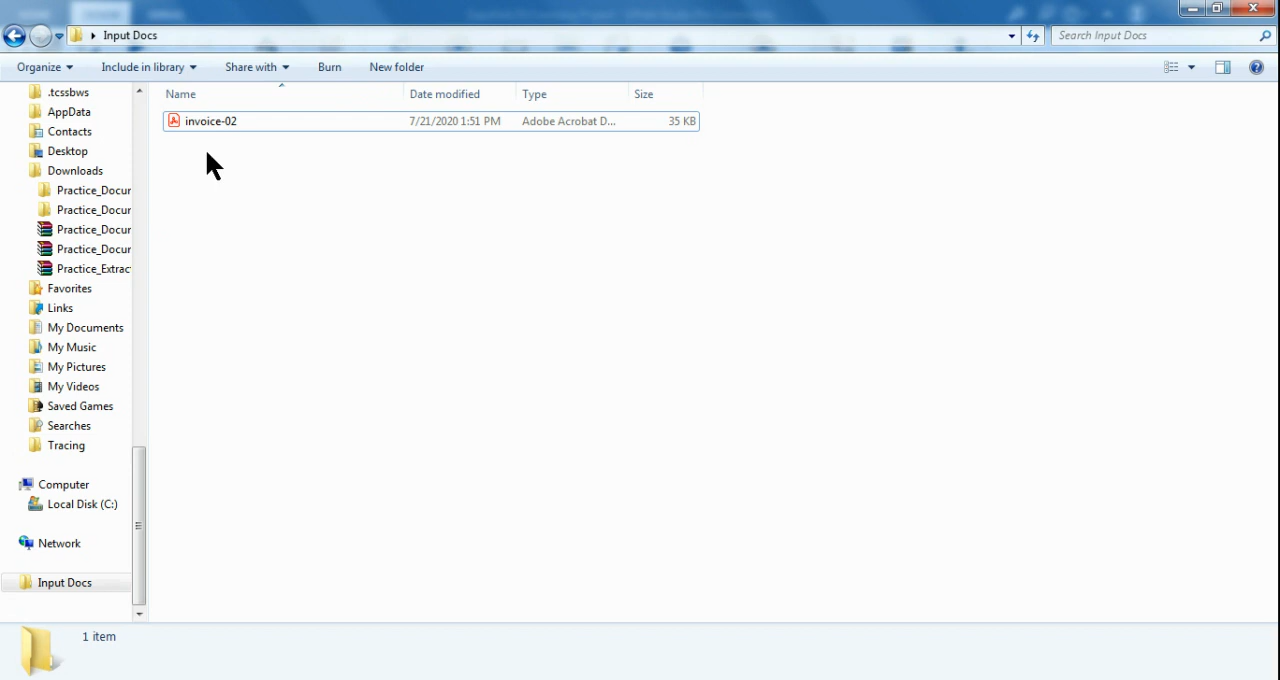 Input Docs
Search Input Docs
Organize Include in library Share with Burn New folder
Name Date modified Type Size
invoice-02 7/21/2020 1:51 PM Adobe Acrobat D... 35 KB
.tcssbws
AppData
Contacts
Desktop
Downloads
Practice_Docur
Practice_Docur
Practice_Docur
Practice_Docur
Practice_Extrac
Favorites
Links
My Documents
My Music
My Pictures
My Videos
Saved Games
Searches
Tracing
Computer
Local Disk (C:)
Network
Input Docs
1 item